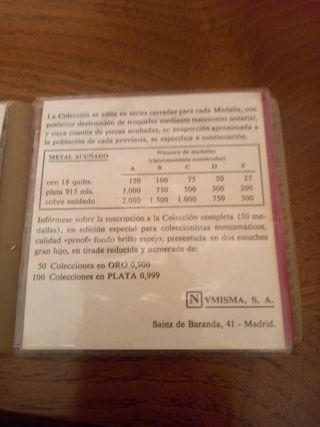 La Colección se edita en series cerradas para cada Medalla, con
posterior destrucción de troqueles mediante testimonio notarial,
y cuya cuantía de piezas acuñadas, en proporción aproximada a
la población de cada provincia, se especifica a continuación.
METAL ACUÑADO Número de medallas
(rigurosamente numeradas)
A B C D E
oro 18 quilts. 150 100 75 50 25
plata 915 mls. 1.000 750 500 300 200
cobre oxidado 2.000 1 500 1.000 750 500
Infórmese sobre la suscripción a la Colección completa (50 me-
dallas), en edición especial para coleccionistas numismáticos,
calidad «proof» fondo brillo espejo, presentada en dos estuches
gran lujo, en tirada reducida y numerada de:
50 Colecciones en ORO 0,900
100 Colecciones en PLATA 0,999
NVMISMA, S. A.
Sainz de Baranda, 41 - Madrid.